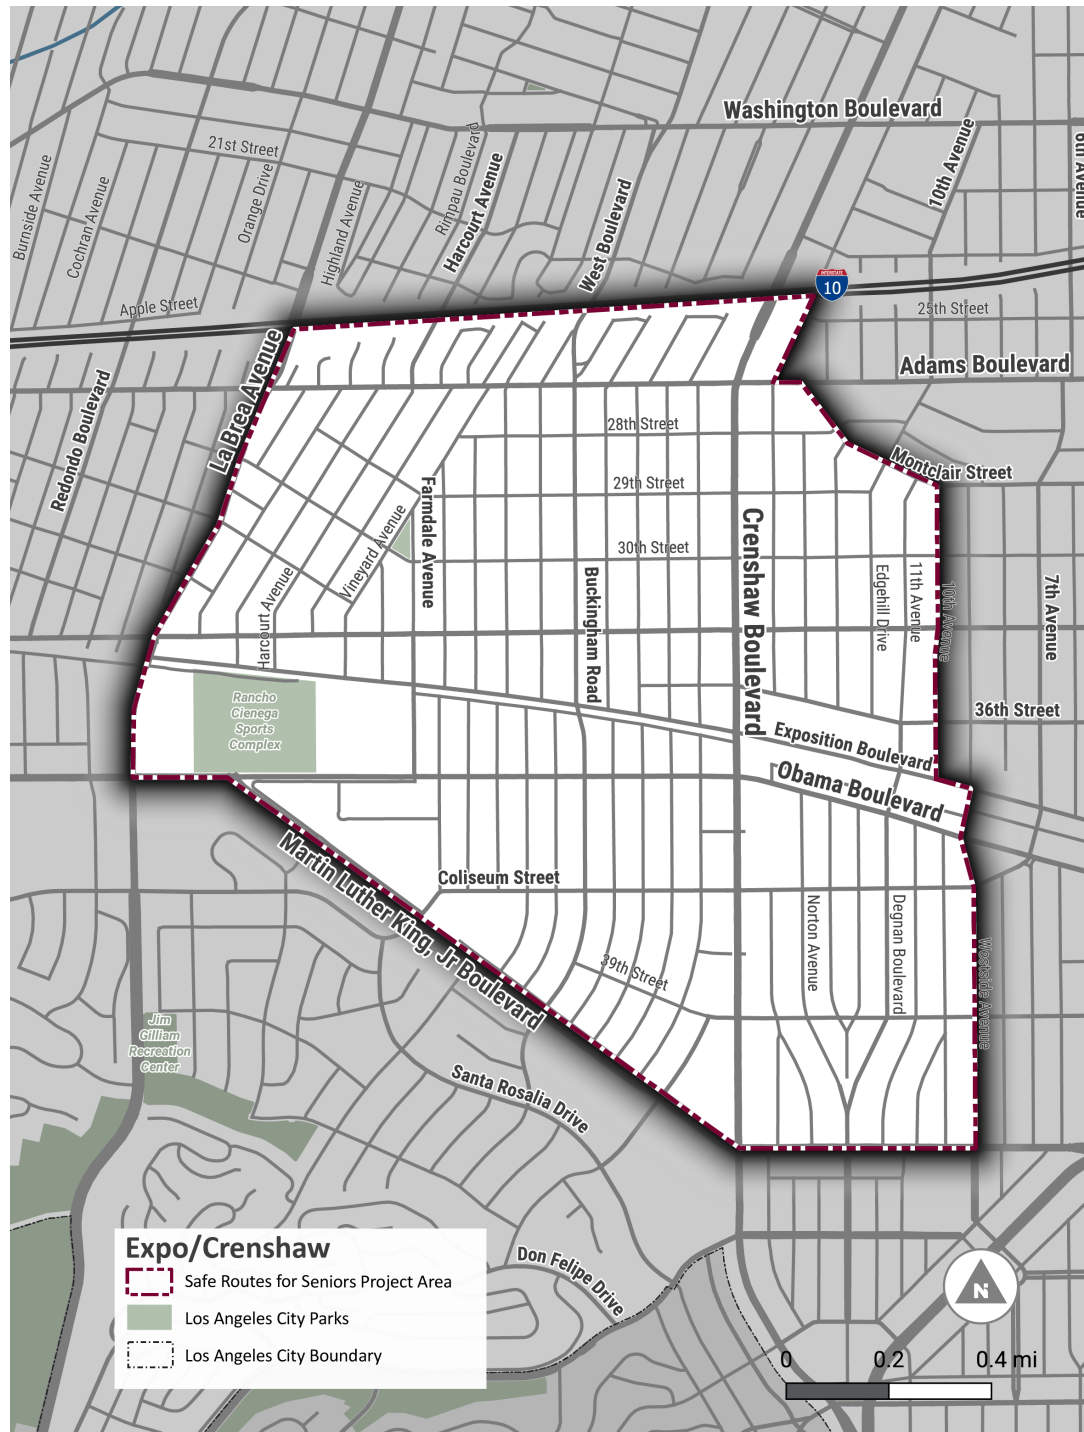 Washington Boulevard
21st Street
Burnside Avenue
Cochran Avenue
Orange Drive
Highland Avenue
Rimpau Boulevard
Harcourt Avenue
West Boulevard
10th Avenue
6th Avenue
Apple Street
INTERSTATE
10
25th Street
Adams Boulevard
La Brea Avenue
Redondo Boulevard
28th Street
Montclair Street
29th Street
Farmdale Avenue
Vineyard Avenue
30th Street
Crenshaw Boulevard
Buckingham Road
Edgehill Drive
11th Avenue
10th Avenue
7th Avenue
Harcourt Avenue
Rancho
Cienega
Sports
Complex
36th Street
Exposition Boulevard
Obama Boulevard
Martin Luther King, Jr Boulevard
Coliseum Street
Norton Avenue
Degnan Boulevard
Westside Avenue
39th Street
Jim
Gilliam
Recreation
Center
Santa Rosalia Drive
Don Felipe Drive
Expo/Crenshaw
Safe Routes for Seniors Project Area
Los Angeles City Parks
Los Angeles City Boundary
N
0 0.2 0.4 mi